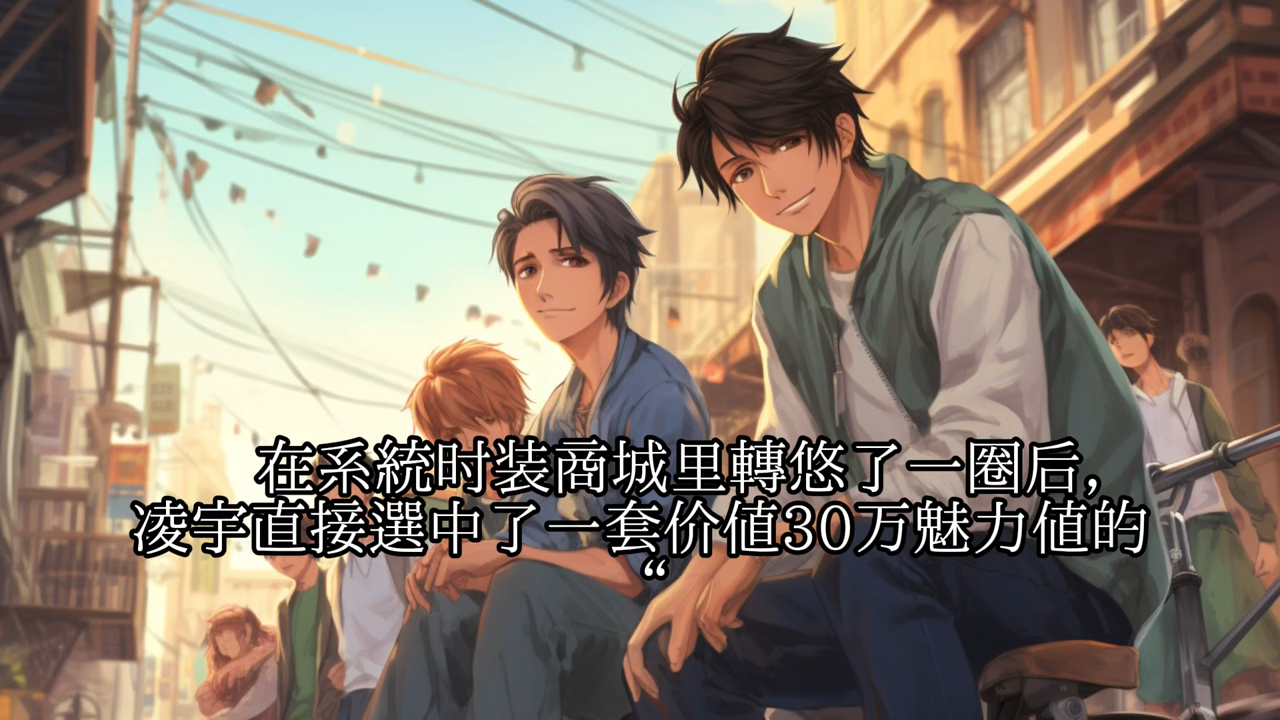 在系統时装商城里轉悠了一圈后，
凌宇直接選中了一套价値30万魅力値的
“